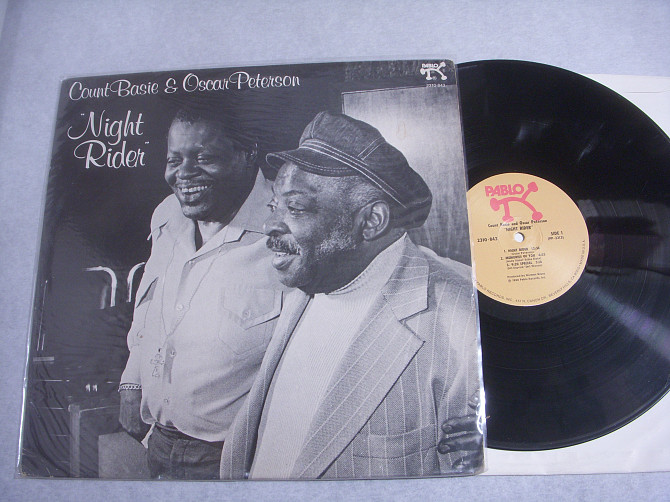 Count Basie & Oscar Peterson
"Night
Rider"
PABLO
2310-843
PABLO
Count Basie and Oscar Peterson
"NIGHT RIDER"
2310-843
SIDE 1
1. NIGHT RIDER
2. MEMORIES OF YOU
3. 9:20 SPECIAL